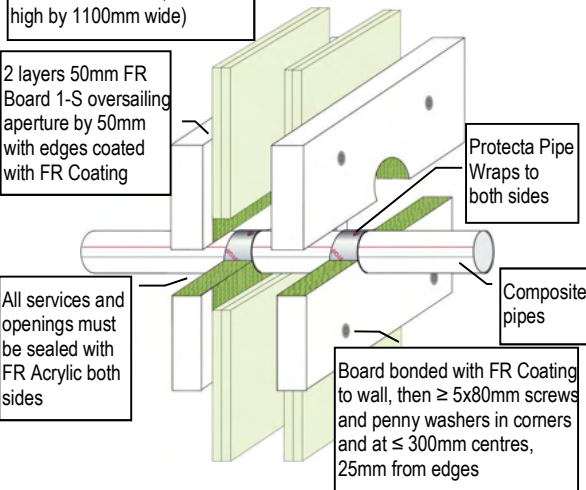 high by 1100mm wide)
2 layers 50mm FR
Board 1-S oversailing
aperture by 50mm
with edges coated
with FR Coating
Protecta Pipe
Wraps to
both sides
All services and
openings must
be sealed with
FR Acrylic both
sides
Composite
pipes
Board bonded with FR Coating
to wall, then ≥ 5x80mm screws
and penny washers in corners
and at ≤ 300mm centres,
25mm from edges